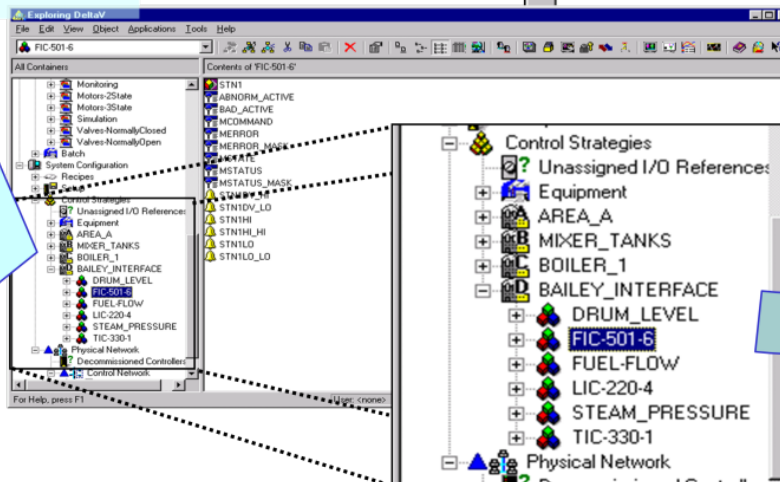 Exploring DeltaV
File Edit View Object Applications Tools Help
FIC-501-6
All Containers
Contents of 'FIC-501-6'
Monitoring
Motors-2State
Motors-3State
Simulation
Valves-NormallyClosed
Valves-NormallyOpen
Batch
System Configuration
Recipes
Setup
Control Strategies
Unassigned I/O References
Equipment
AREA_A
MIXER_TANKS
BOILER_1
BAILEY_INTERFACE
DRUM_LEVEL
FIC-501-6
FUEL-FLOW
LIC-220-4
STEAM_PRESSURE
TIC-330-1
Physical Network
Decommissioned Controllers
Control Network
STN1
ABNORM_ACTIVE
BAD_ACTIVE
MCOMMAND
MERROR
MERROR_MASK
MSTATE
MSTATUS
MSTATUS_MASK
STN1DV_HI
STN1DV_LO
STN1HI
STN1HI_HI
STN1LO
STN1LO_LO
For Help, press F1
User: <none>
Control Strategies
Unassigned I/O References
Equipment
AREA_A
MIXER_TANKS
BOILER_1
BAILEY_INTERFACE
DRUM_LEVEL
FIC-501-6
FUEL-FLOW
LIC-220-4
STEAM_PRESSURE
TIC-330-1
Physical Network